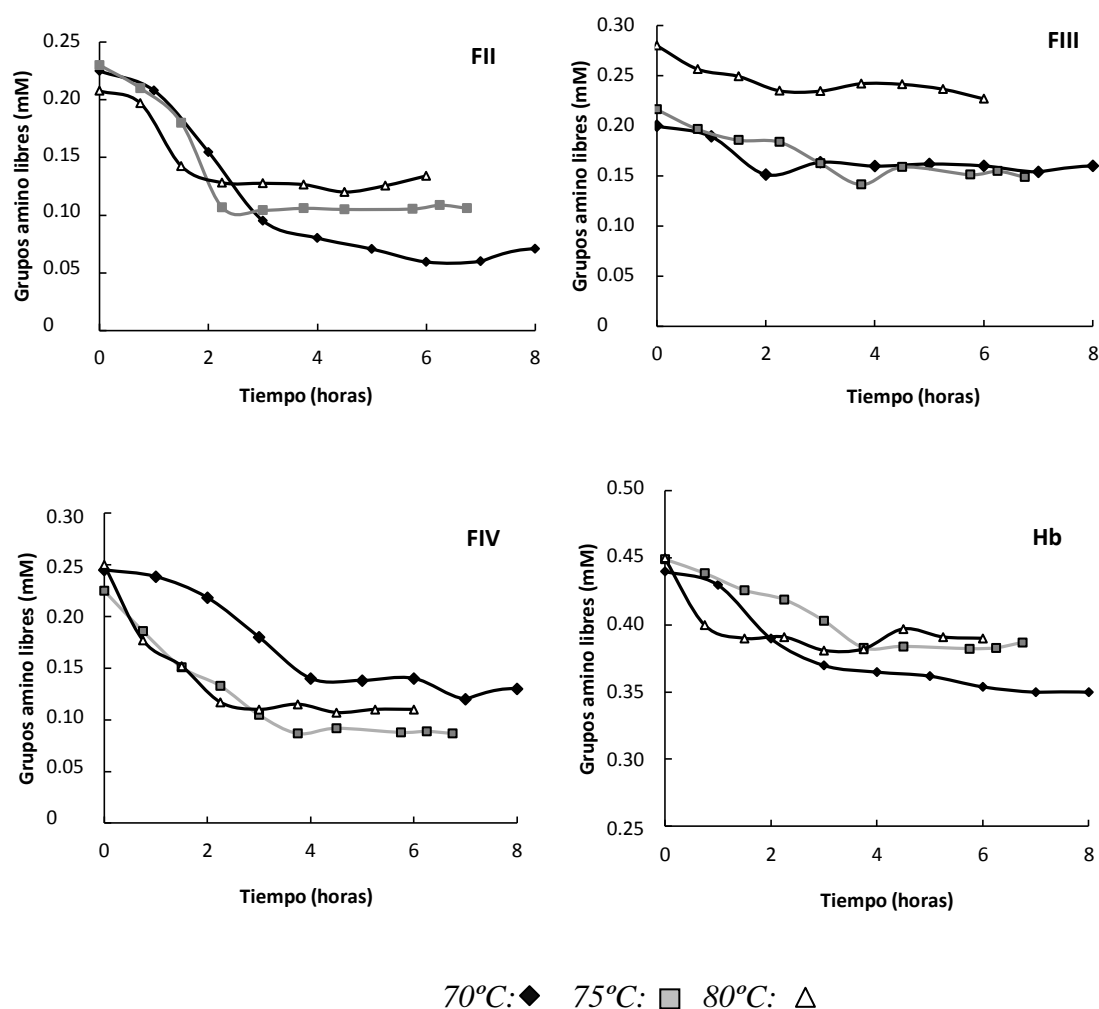 FII
Grupos amino libres (mM)
0.25
0.20
0.15
0.10
0.05
0
0 2 4 6 8
Tiempo (horas)
FIII
Grupos amino libres (mM)
0.30
0.25
0.20
0.15
0.10
0.05
0.00
0 2 4 6 8
Tiempo (horas)
FIV
Grupos amino libres (mM)
0.30
0.25
0.20
0.15
0.10
0.05
0
0 2 4 6 8
Tiempo (horas)
Hb
Grupos amino libres (mM)
0.50
0.45
0.40
0.35
0.30
0.25
0 2 4 6 8
Tiempo (horas)
70ºC: 75ºC: 80ºC: